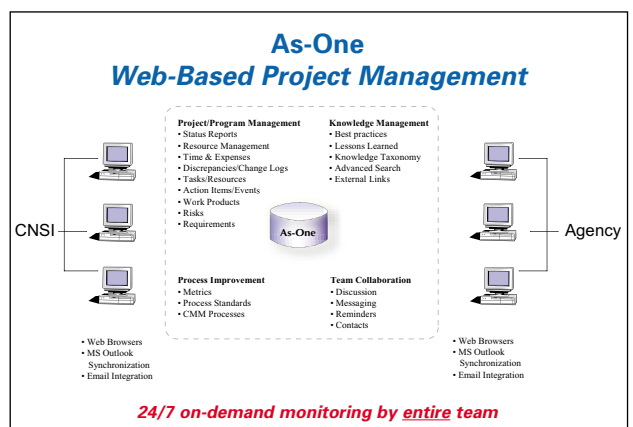 As-One
Web-Based Project Management
CNSI
Project/Program Management
• Status Reports
• Resource Management
• Time & Expenses
• Discrepancies/Change Logs
• Tasks/Resources
• Action Items/Events
• Work Products
• Risks
• Requirements
Knowledge Management
• Best practices
• Lessons Learned
• Knowledge Taxonomy
• Advanced Search
• External Links
As-One
Process Improvement
• Metrics
• Process Standards
• CMM Processes
Team Collaboration
• Discussion
• Messaging
• Reminders
• Contacts
Agency
• Web Browsers
• MS Outlook
Synchronization
• Email Integration
• Web Browsers
• MS Outlook
Synchronization
• Email Integration
24/7 on-demand monitoring by entire team